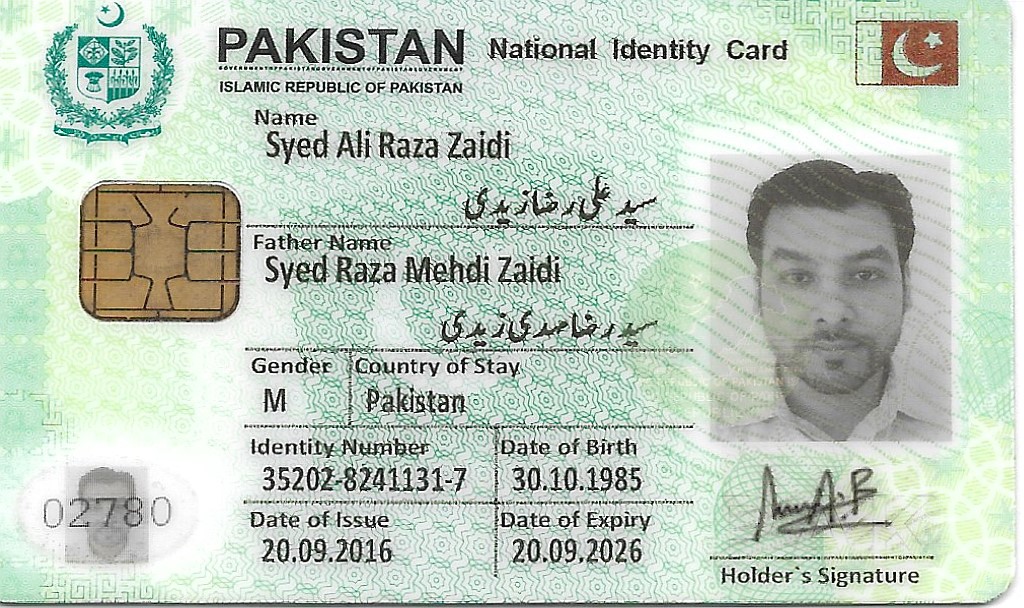 PAKISTAN National Identity Card
ISLAMIC REPUBLIC OF PAKISTAN
Name
Syed Ali Raza Zaidi
سید علی رضا زیدی
Father Name
Syed Raza Mehdi Zaidi
سید رضا مہدی زیدی
Gender Country of Stay
M Pakistan
Identity Number Date of Birth
35202-8241131-7 30.10.1985
Date of Issue Date of Expiry
20.09.2016 20.09.2026
02780
Holder`s Signature